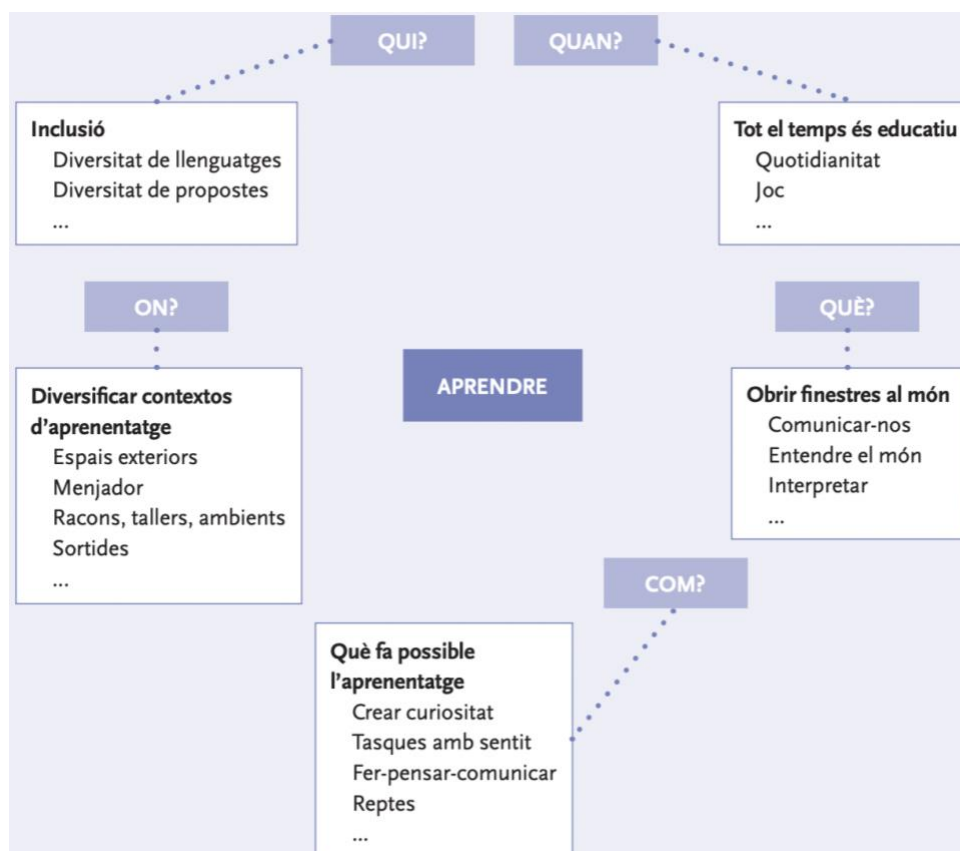 QUI?
QUAN?
Inclusió
Diversitat de llenguatges
Diversitat de propostes
...
Tot el temps és educatiu
Quotidianitat
Joc
...
ON?
QUÈ?
Diversificar contextos
d'aprenentatge
Espais exteriors
Menjador
Racons, tallers, ambients
Sortides
...
APRENDRE
Obrir finestres al món
Comunicar-nos
Entendre el món
Interpretar
...
COM?
Què fa possible
l'aprenentatge
Crear curiositat
Tasques amb sentit
Fer-pensar-comunicar
Reptes
...